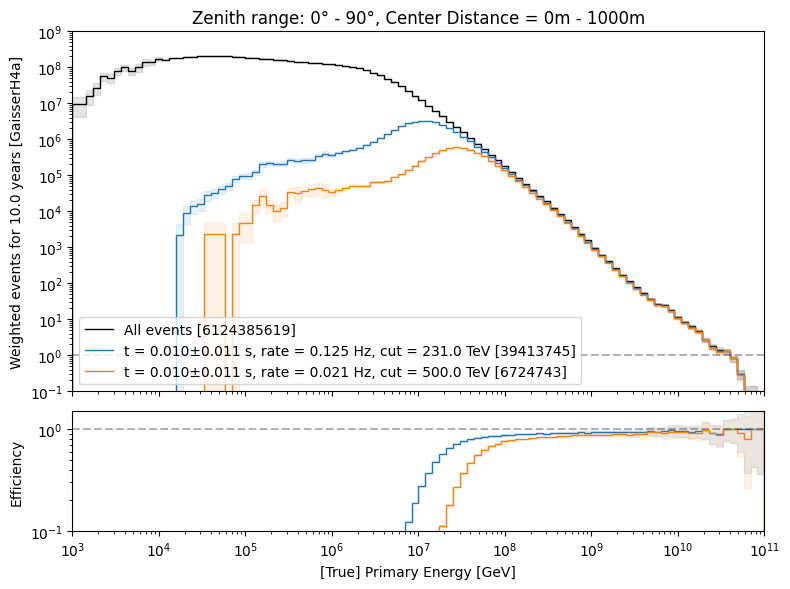 Zenith range: 0° - 90°, Center Distance = 0m - 1000m
Weighted events for 10.0 years [GaisserH4a]
10⁹
10⁸
10⁷
10⁶
10⁵
10⁴
10³
10²
10¹
10⁰
10⁻¹
All events [6124385619]
t = 0.010±0.011 s, rate = 0.125 Hz, cut = 231.0 TeV [39413745]
t = 0.010±0.011 s, rate = 0.021 Hz, cut = 500.0 TeV [6724743]
Efficiency
10⁰
10⁻¹
10³ 10⁴ 10⁵ 10⁶ 10⁷ 10⁸ 10⁹ 10¹⁰ 10¹¹
[True] Primary Energy [GeV]